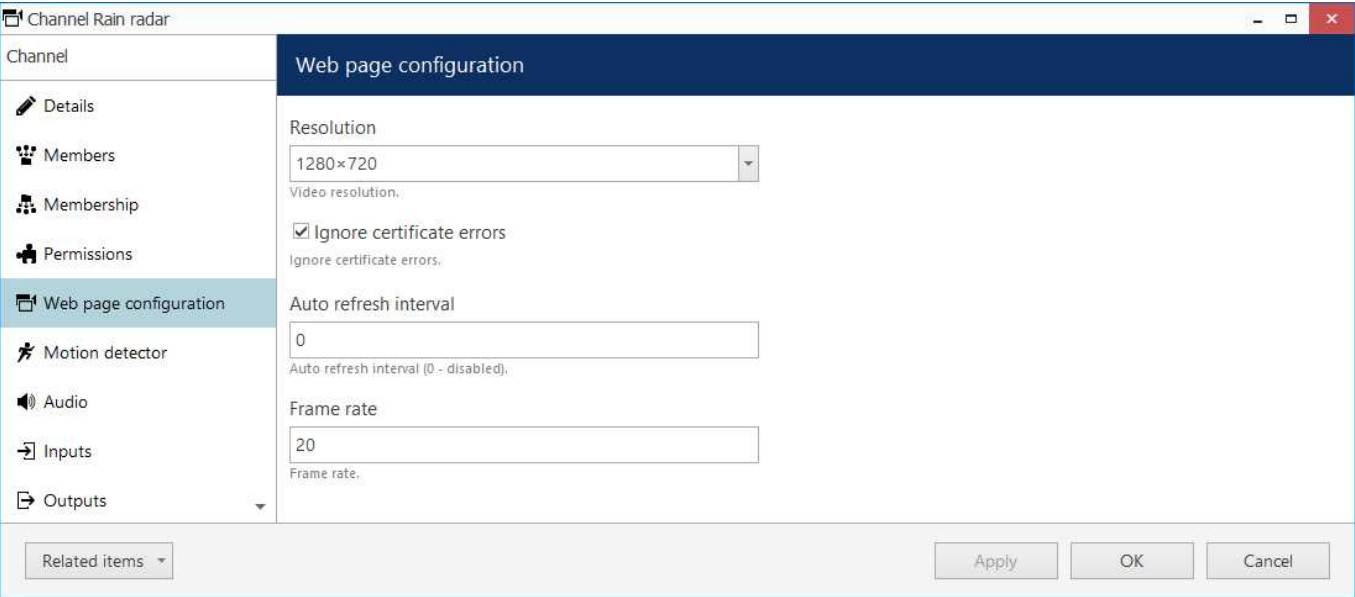 Channel Rain radar
Channel
Details
Members
Membership
Permissions
Web page configuration
Motion detector
Audio
Inputs
Outputs
Web page configuration
Resolution
1280×720
Video resolution.
Ignore certificate errors
Ignore certificate errors.
Auto refresh interval
0
Auto refresh interval (0 - disabled).
Frame rate
20
Frame rate.
Related items
Apply
OK
Cancel